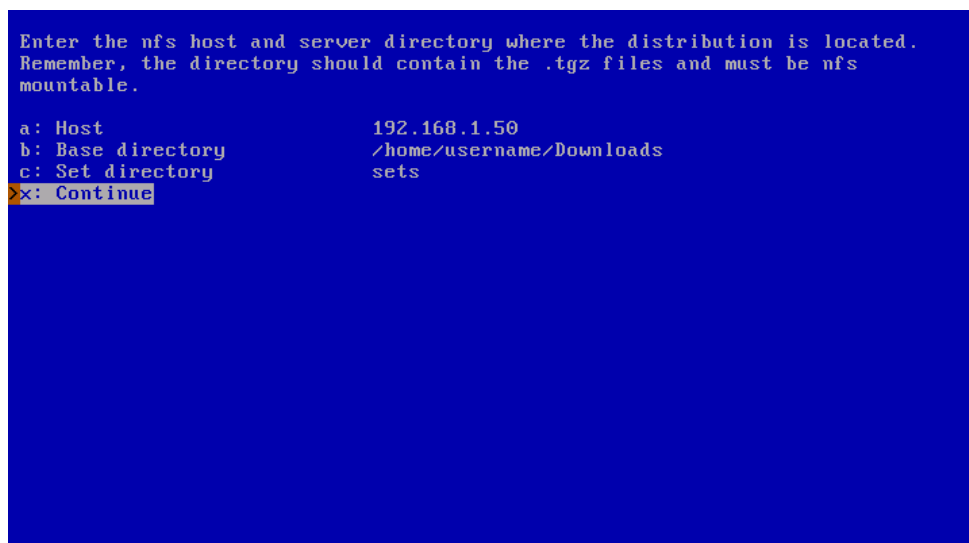 Enter the nfs host and server directory where the distribution is located.
Remember, the directory should contain the .tgz files and must be nfs
mountable.
a: Host 192.168.1.50
b: Base directory /home/username/Downloads
c: Set directory sets
>x: Continue